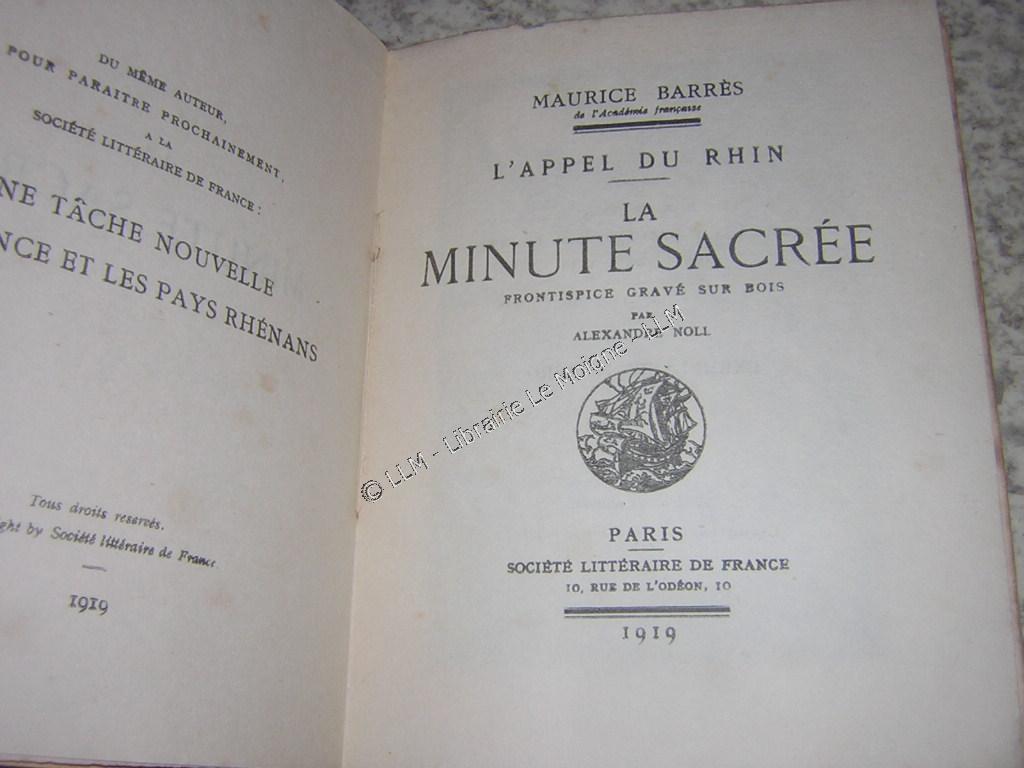 DU MÊME AUTEUR,
POUR PARAITRE PROCHAINEMENT,
A LA
SOCIÉTÉ LITTÉRAIRE DE FRANCE :
NE TÂCHE NOUVELLE
NCE ET LES PAYS RHÉNANS
Tous droits reservés.
ght by Société littéraire de France
1919
MAURICE BARRÈS
de l'Académie française
L'APPEL DU RHIN
LA
MINUTE SACRÉE
FRONTISPICE GRAVÉ SUR BOIS
PAR
ALEXANDRE NOLL
© LLM - Librairie Le Moigne - LLM
PARIS
SOCIÉTÉ LITTÉRAIRE DE FRANCE
10, RUE DE L'ODÉON, 10
1919